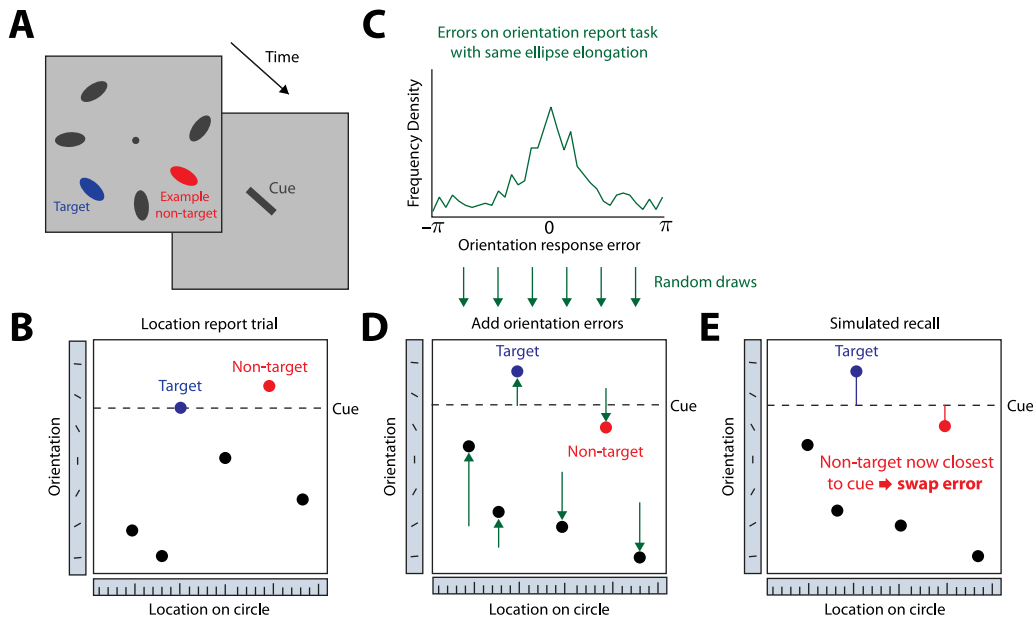 A
Time
Target
Example
non-target
Cue
C
Errors on orientation report task
with same ellipse elongation
Frequency Density
−π
0
π
Orientation response error
Random draws
B
Location report trial
Non-target
Target
Cue
Orientation
Location on circle
D
Add orientation errors
Target
Cue
Non-target
Orientation
Location on circle
E
Simulated recall
Target
Cue
Non-target now closest
to cue ➡ swap error
Orientation
Location on circle